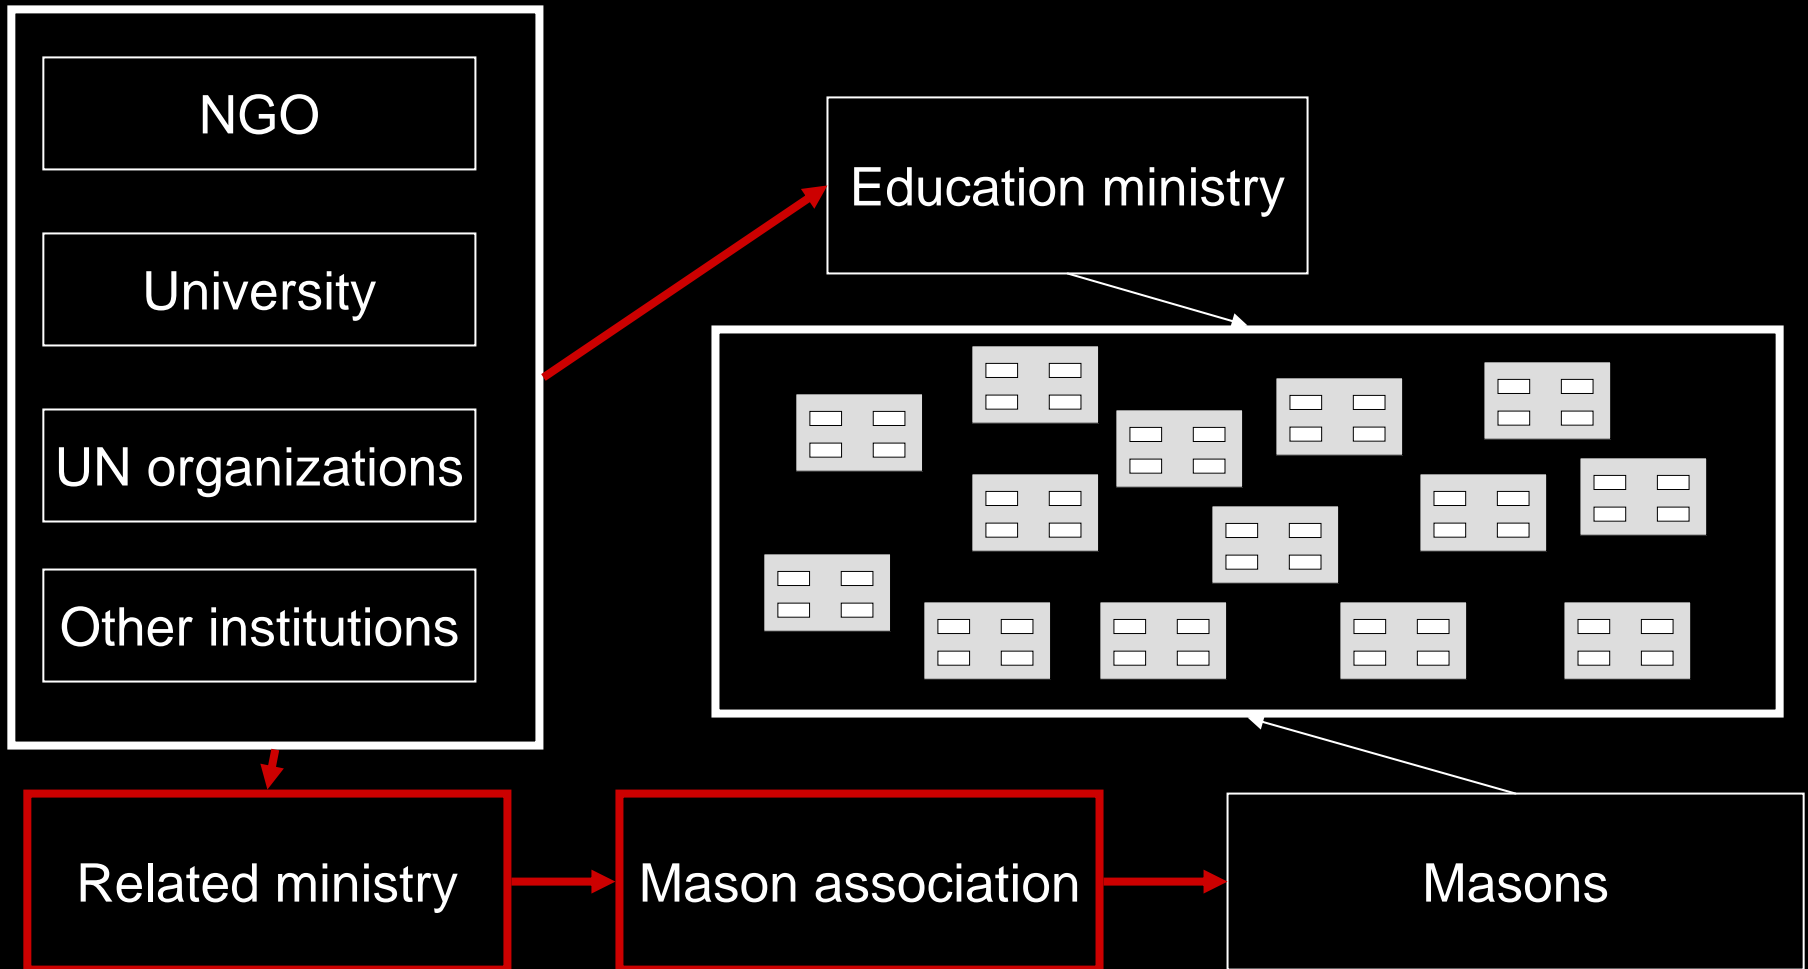 NGO
University
UN organizations
Other institutions
Education ministry
Related ministry
Mason association
Masons